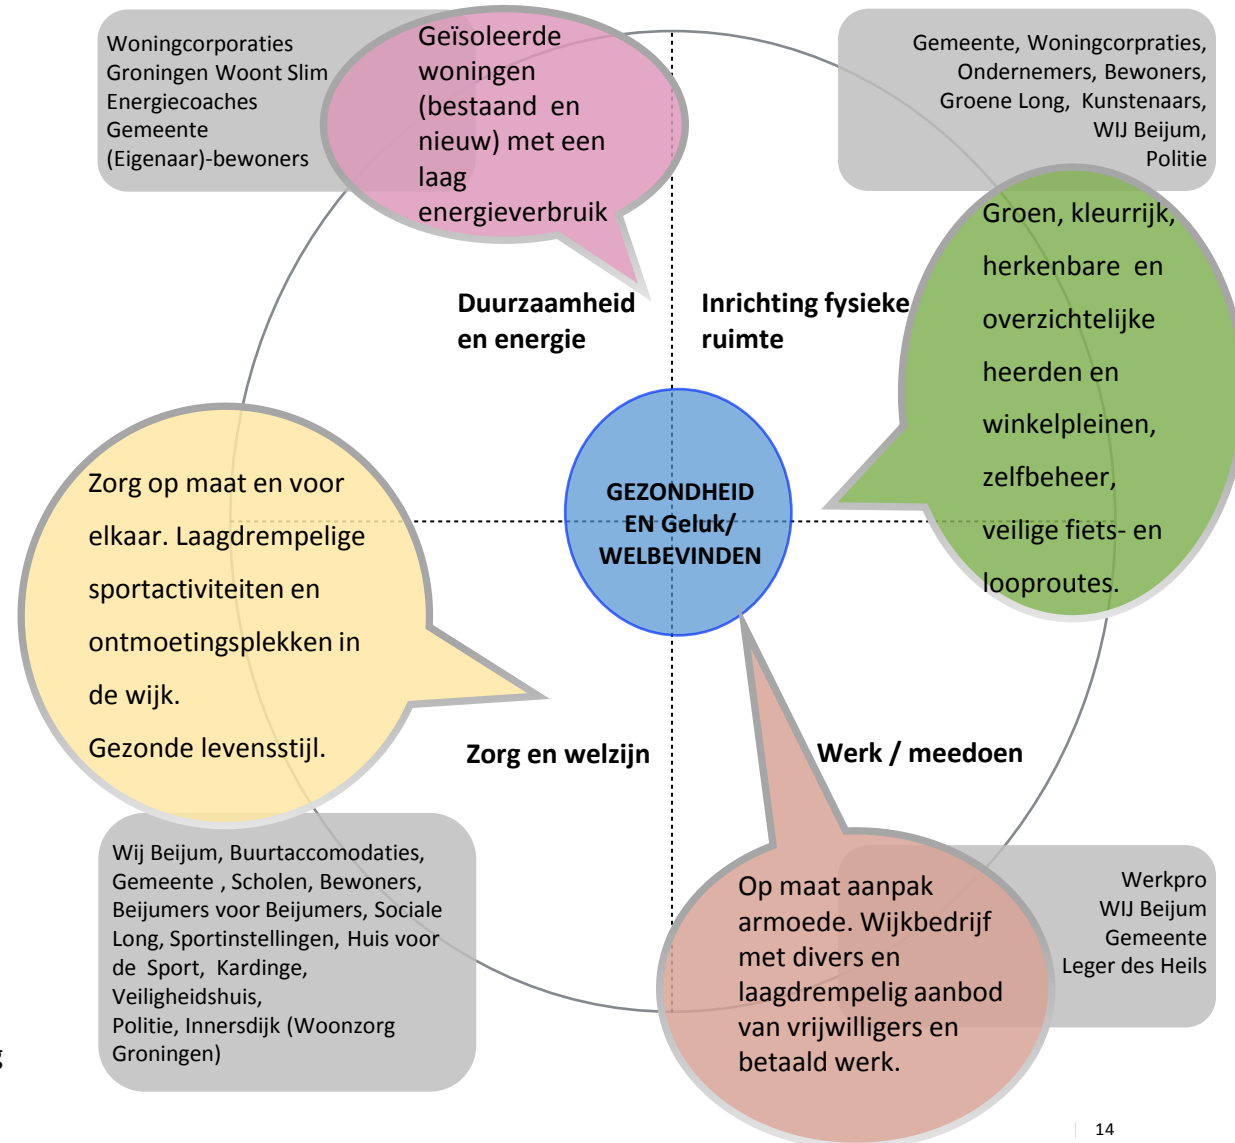 Woningcorporaties
Groningen Woont Slim
Energiecoaches
Gemeente
(Eigenaar)-bewoners
Geïsoleerde
woningen
(bestaand en
nieuw) met een
laag
energieverbruik
Gemeente, Woningcorpraties,
Ondernemers, Bewoners,
Groene Long, Kunstenaars,
WIJ Beijum,
Politie
Groen, kleurrijk,
herkenbare en
overzichtelijke
heerden en
winkelpleinen,
zelfbeheer,
veilige fiets- en
looproutes.
Duurzaamheid
en energie
Inrichting fysieke
ruimte
GEZONDHEID
EN Geluk/
WELBEVINDEN
Zorg op maat en voor
elkaar. Laagdrempelige
sportactiviteiten en
ontmoetingsplekken in
de wijk.
Gezonde levensstijl.
Zorg en welzijn
Werk / meedoen
Wij Beijum, Buurtaccomodaties,
Gemeente , Scholen, Bewoners,
Beijumers voor Beijumers, Sociale
Long, Sportinstellingen, Huis voor
de Sport, Kardinge,
Veiligheidshuis,
Politie, Innersdijk (Woonzorg
Groningen)
Op maat aanpak
armoede. Wijkbedrijf
met divers en
laagdrempelig aanbod
van vrijwilligers en
betaald werk.
Werkpro
WIJ Beijum
Gemeente
Leger des Heils
14